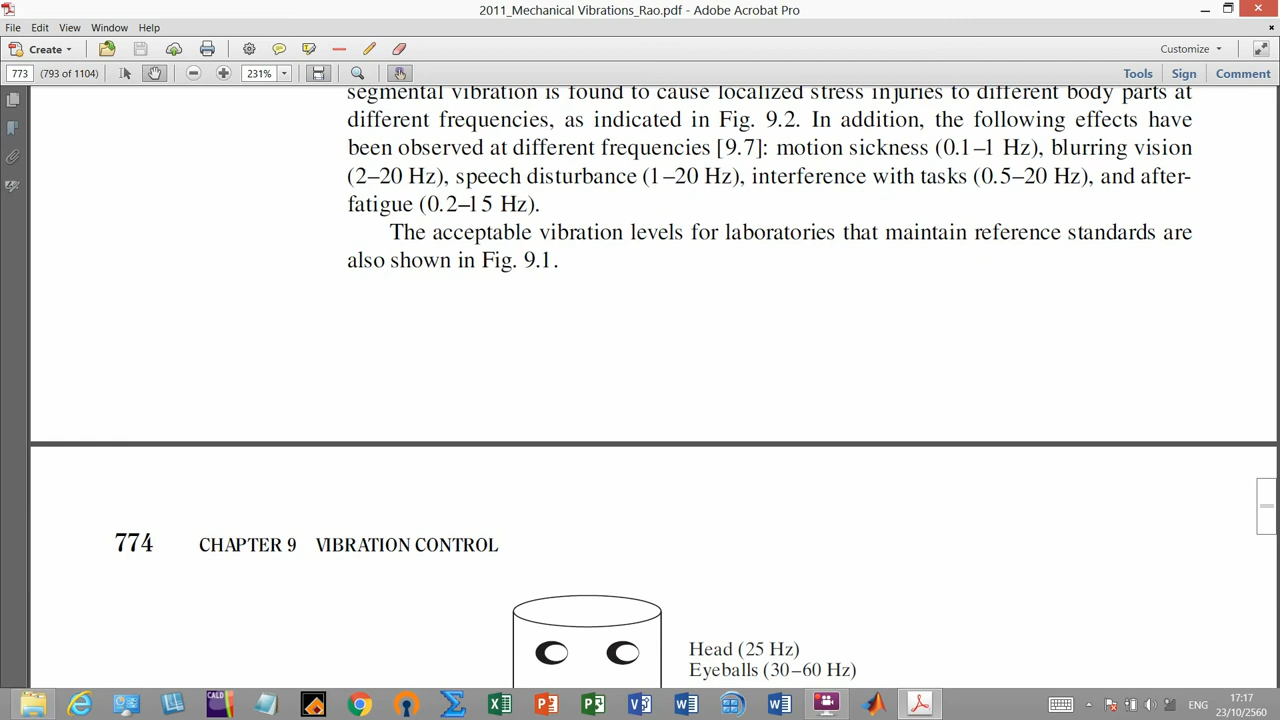 2011_Mechanical Vibrations_Rao.pdf - Adobe Acrobat Pro
File Edit View Window Help
Create Customize
773 (793 of 1104) 231% Tools Sign Comment
segmental vibration is found to cause localized stress injuries to different body parts at
different frequencies, as indicated in Fig. 9.2. In addition, the following effects have
been observed at different frequencies [9.7]: motion sickness (0.1–1 Hz), blurring vision
(2–20 Hz), speech disturbance (1–20 Hz), interference with tasks (0.5–20 Hz), and after-
fatigue (0.2–15 Hz).
The acceptable vibration levels for laboratories that maintain reference standards are
also shown in Fig. 9.1.
774 CHAPTER 9 VIBRATION CONTROL
Head (25 Hz)
Eyeballs (30–60 Hz)
CALD
ENG
17:17
23/10/2560